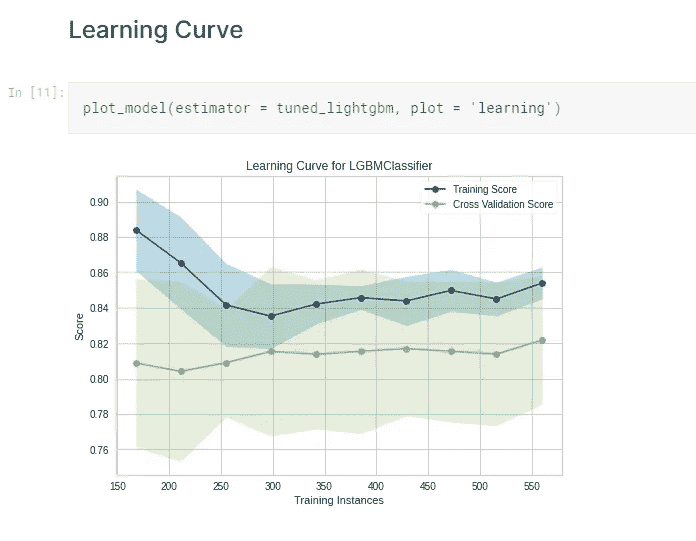 Learning Curve
In [11]:
plot_model(estimator = tuned_lightgbm, plot = 'learning')
Learning Curve for LGBMClassifier
Training Score
Cross Validation Score
0.90
0.88
0.86
0.84
0.82
0.80
0.78
0.76
Score
150 200 250 300 350 400 450 500 550
Training Instances